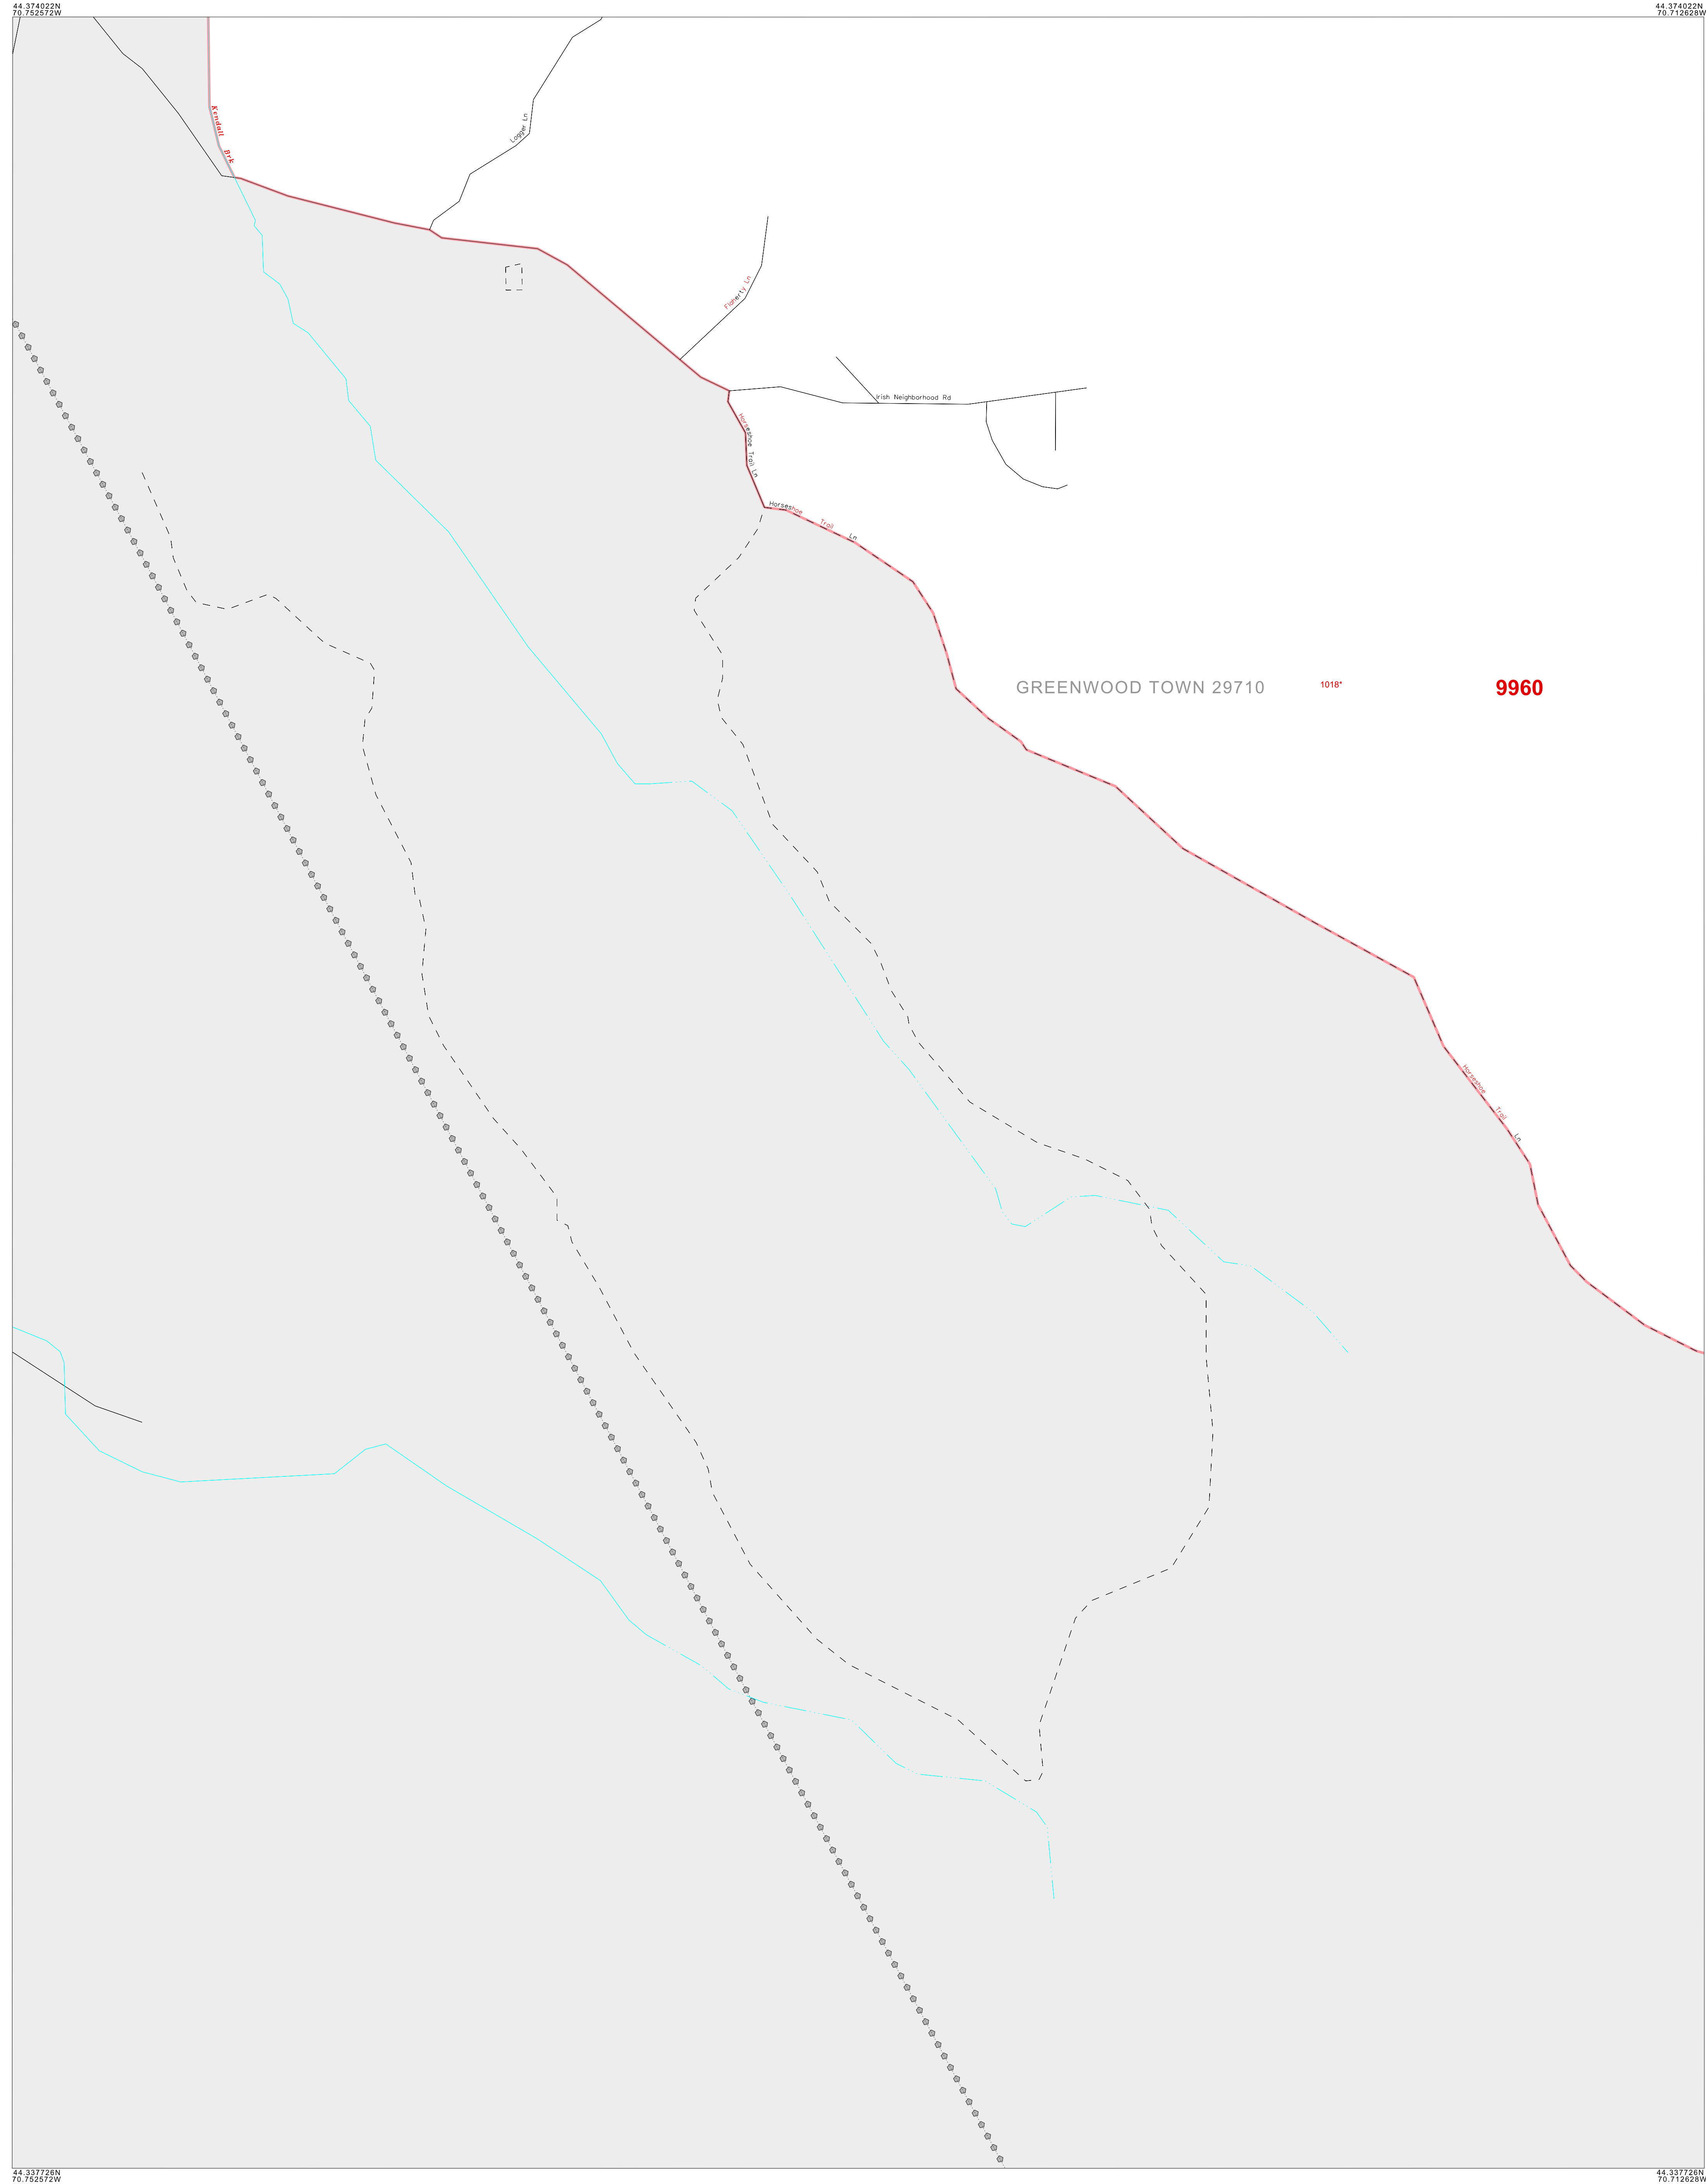 44.374022N
70.752572W
44.374022N
70.712628W
Kendall Brk
Logger Ln
Flaherty Ln
Irish Neighborhood Rd
Horseshoe Trail Ln
Horseshoe Trail Ln
GREENWOOD TOWN 29710
1018*
9960
Horseshoe Trail Ln
44.337726N
70.752572W
44.337726N
70.712628W